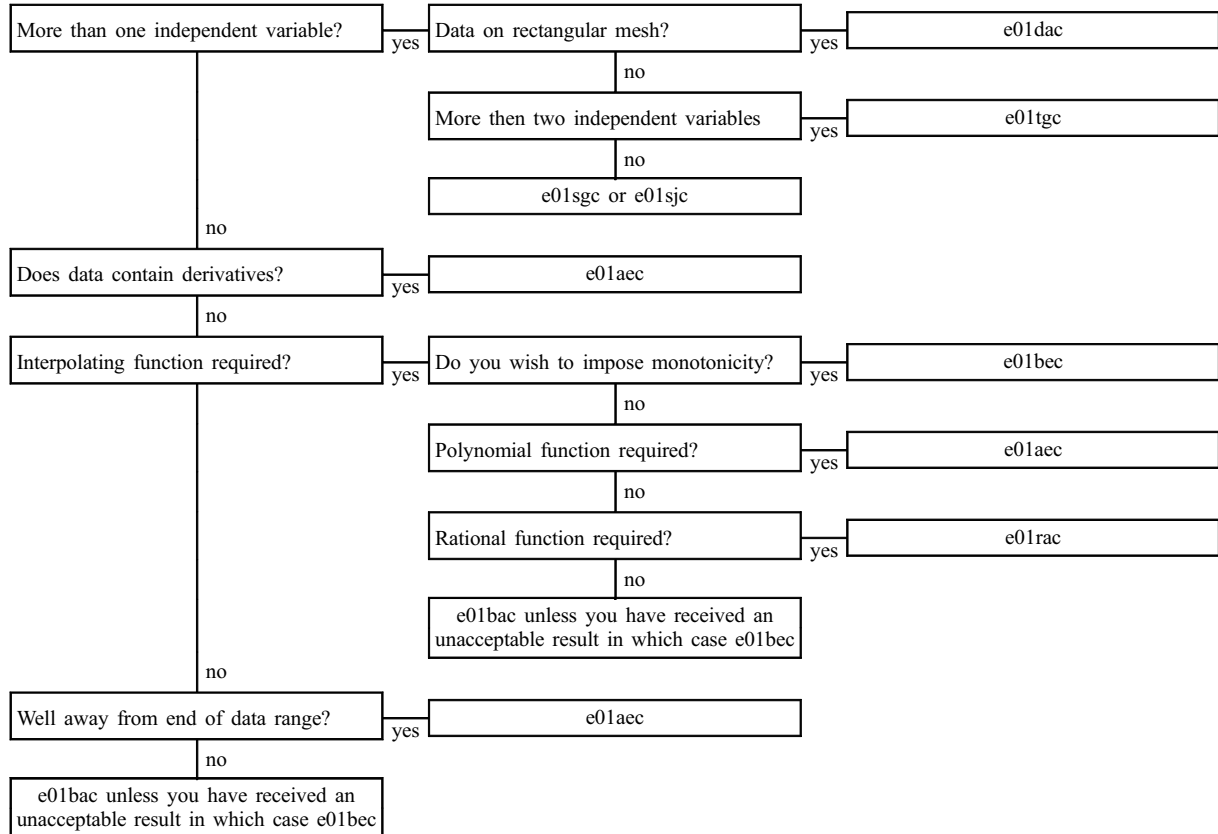 More than one independent variable?
yes
Data on rectangular mesh?
yes
e01dac
no
More then two independent variables
yes
e01tgc
no
e01sgc or e01sjc
no
Does data contain derivatives?
yes
e01aec
no
Interpolating function required?
yes
Do you wish to impose monotonicity?
yes
e01bec
no
Polynomial function required?
yes
e01aec
no
Rational function required?
yes
e01rac
no
e01bac unless you have received an
unacceptable result in which case e01bec
no
Well away from end of data range?
yes
e01aec
no
e01bac unless you have received an
unacceptable result in which case e01bec